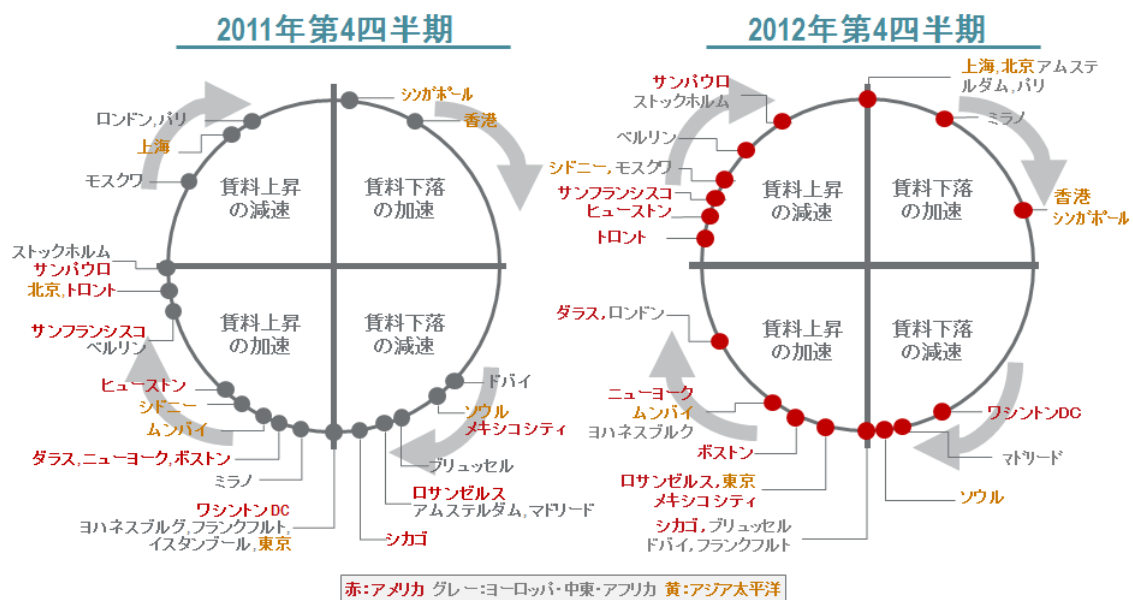 2011年第4四半期
シンガポール
香港
ロンドン,パリ
上海
モスクワ
賃料上昇
の減速
賃料下落
の加速
ストックホルム
サンパウロ
北京,トロント
サンフランシスコ
ベルリン
賃料上昇
の加速
賃料下落
の減速
ヒューストン
シドニー
ムンバイ
ドバイ
ソウル
メキシコシティ
ダラス,ニューヨーク,ボストン
ブリュッセル
ミラノ
ロサンゼルス
アムステルダム,マドリード
ワシントンDC
ヨハネスブルグ,フランクフルト,
イスタンブール,東京
シカゴ
2012年第4四半期
上海,北京アムステ
ルダム,パリ
サンパウロ
ストックホルム
ミラノ
ベルリン
シドニー,モスクワ
サンフランシスコ
ヒューストン
トロント
賃料上昇
の減速
賃料下落
の加速
香港
シンガポール
ダラス,ロンドン
賃料上昇
の加速
賃料下落
の減速
ニューヨーク
ムンバイ
ヨハネスブルク
ワシントンDC
ボストン
マドリード
ロサンゼルス,東京
メキシコシティ
ソウル
シカゴ,ブリュッセル
ドバイ,フランクフルト
赤:アメリカ グレー:ヨーロッパ・中東・アフリカ 黄:アジア太平洋